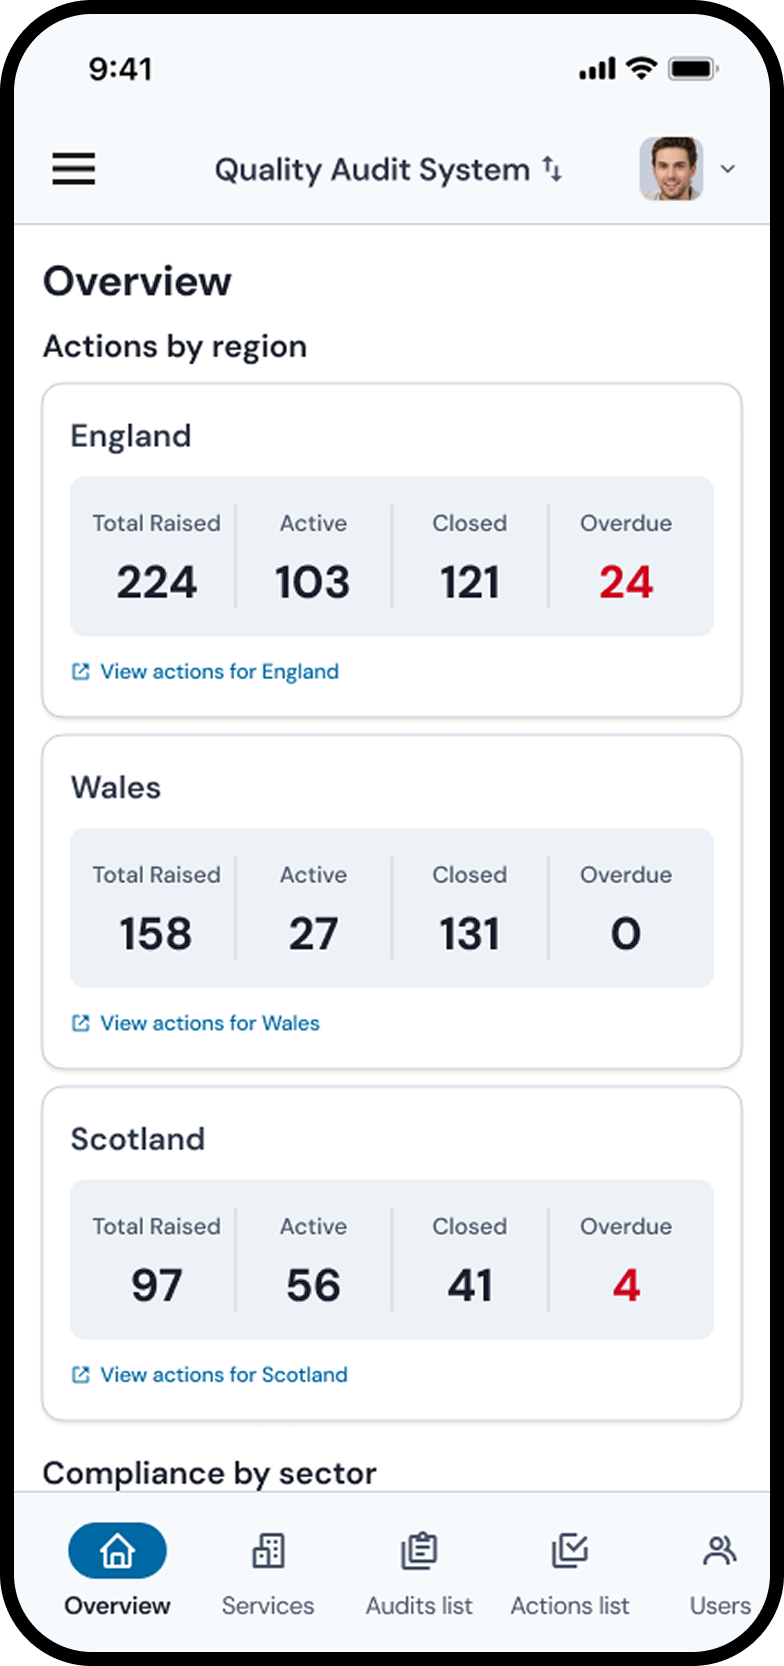 9:41
Quality Audit System
Overview
Actions by region
England
Total Raised Active Closed Overdue
224 103 121 24
View actions for England
Wales
Total Raised Active Closed Overdue
158 27 131 0
View actions for Wales
Scotland
Total Raised Active Closed Overdue
97 56 41 4
View actions for Scotland
Compliance by sector
Overview Services Audits list Actions list Users